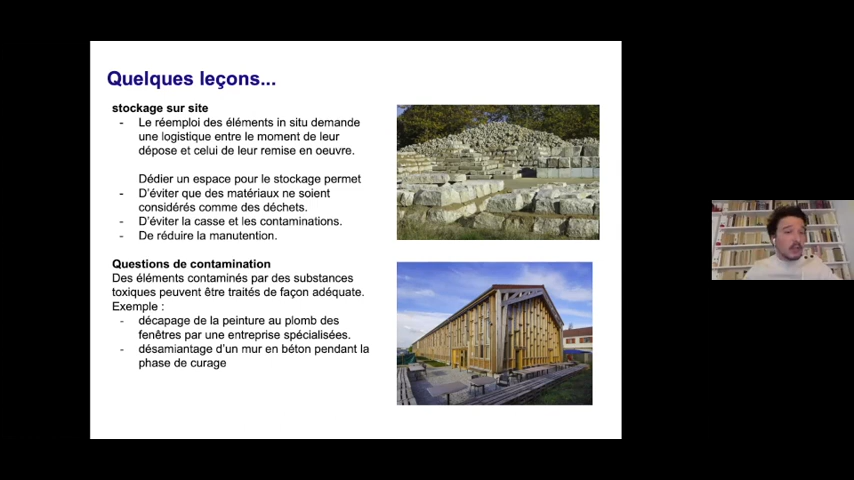 Quelques leçons...
stockage sur site
- Le réemploi des éléments in situ demande
une logistique entre le moment de leur
dépose et celui de leur remise en oeuvre.
Dédier un espace pour le stockage permet
- D'éviter que des matériaux ne soient
considérés comme des déchets.
- D'éviter la casse et les contaminations.
- De réduire la manutention.
Questions de contamination
Des éléments contaminés par des substances
toxiques peuvent être traités de façon adéquate.
Exemple :
- décapage de la peinture au plomb des
fenêtres par une entreprise spécialisées.
- désamiantage d'un mur en béton pendant la
phase de curage